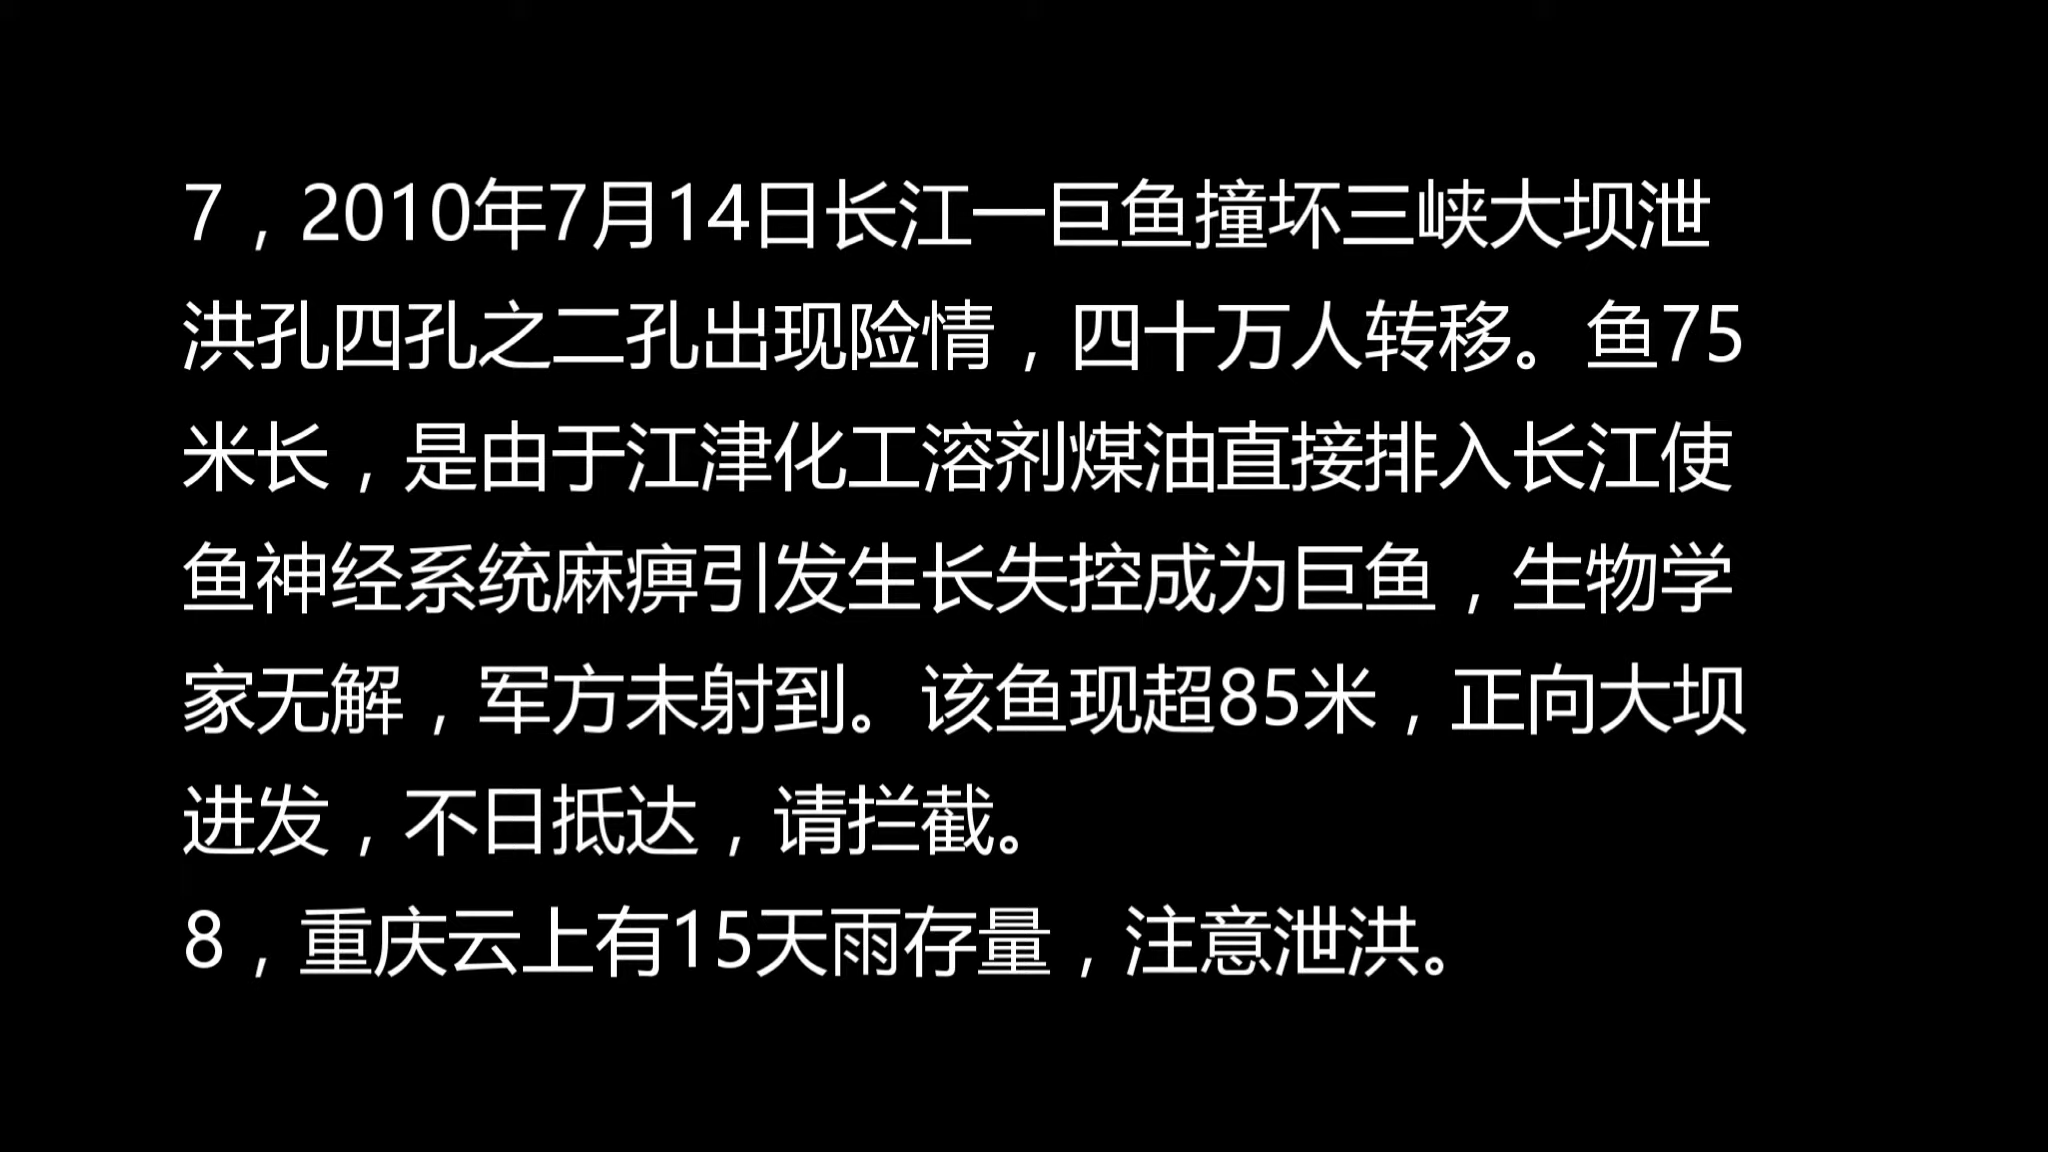 7，2010年7月14日长江一巨鱼撞坏三峡大坝泄
洪孔四孔之二孔出现险情，四十万人转移。鱼75
米长，是由于江津化工溶剂煤油直接排入长江使
鱼神经系统麻痹引发生长失控成为巨鱼，生物学
家无解，军方未射到。该鱼现超85米，正向大坝
进发，不日抵达，请拦截。
8，重庆云上有15天雨存量，注意泄洪。